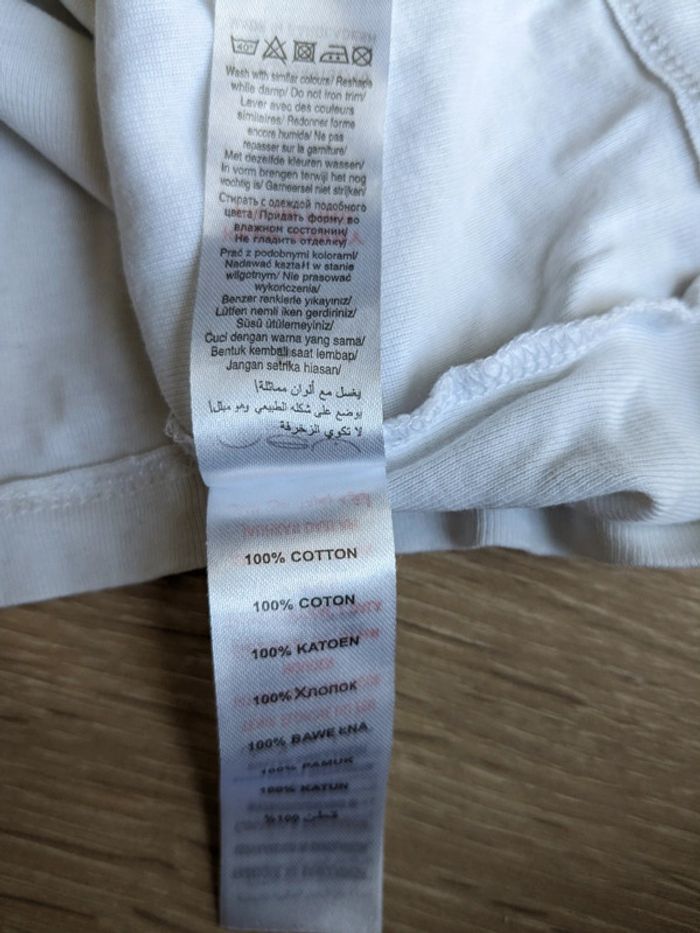 40°
Wash with similar colours/ Reshape
while damp/ Do not iron trim/
Laver avec des couleurs
similaires/ Redonner forme
encore humide/ Ne pas
repasser sur la garniture/
Met dezelfde kleuren wassen/
In vorm brengen terwijl het nog
vochtig is/ Garneersel niet strijken/
Стирать с одеждой подобного
цвета/ Придать форму во
влажном состоянии/
Не гладить отделку/
Prać z podobnymi kolorami/
Nadawać kształt w stanie
wilgotnym/ Nie prasować
wykończenia/
Benzer renklerle yıkayınız/
Lütfen nemli iken gerdiriniz/
Süsü ütülemeyiniz/
Cuci dengan warna yang sama/
Bentuk kembali saat lembap/
Jangan setrika hiasan/
يغسل مع ألوان مماثلة/
يوضع على شكله الطبيعي وهو مبلل/
لا تكوي الزخرفة
100% COTTON
100% COTON
100% KATOEN
100% Хлопок
100% BAWEŁNA
100% PAMUK
100% KATUN
قطن 100%